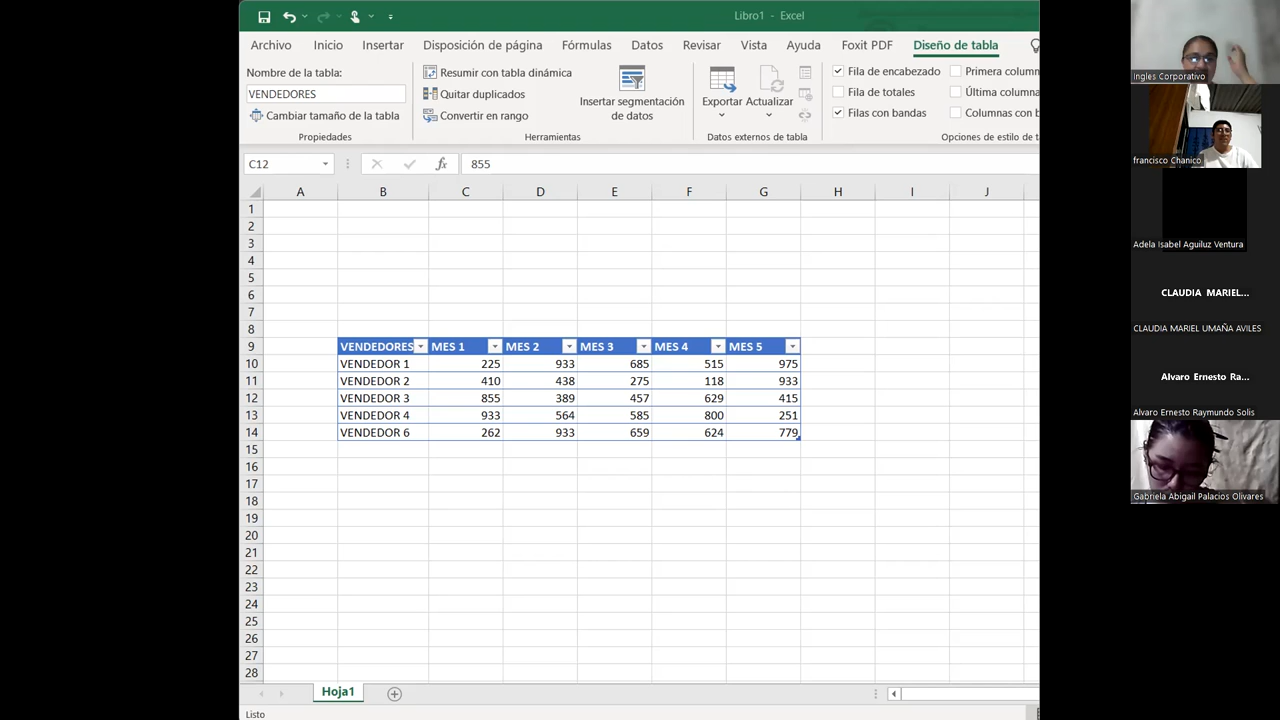 Libro1 - Excel
Archivo Inicio Insertar Disposición de página Fórmulas Datos Revisar Vista Ayuda Foxit PDF Diseño de tabla
Nombre de la tabla:
VENDEDORES
Cambiar tamaño de la tabla
Propiedades
Resumir con tabla dinámica
Quitar duplicados
Convertir en rango
Herramientas
Insertar segmentación
de datos
Exportar Actualizar
Datos externos de tabla
Fila de encabezado Primera column
Fila de totales Última column
Filas con bandas Columnas con b
Opciones de estilo de t
C12 fx 855
A B C D E F G H I J
1
2
3
4
5
6
7
8
9 VENDEDORES MES 1 MES 2 MES 3 MES 4 MES 5
10 VENDEDOR 1 225 933 685 515 975
11 VENDEDOR 2 410 438 275 118 933
12 VENDEDOR 3 855 389 457 629 415
13 VENDEDOR 4 933 564 585 800 251
14 VENDEDOR 6 262 933 659 624 779
15
16
17
18
19
20
21
22
23
24
25
26
27
28
Hoja1
Listo
Ingles Corporativo
francisco Chanico
Adela Isabel Aguiluz Ventura
CLAUDIA MARIEL...
CLAUDIA MARIEL UMAÑA AVILES
Alvaro Ernesto Ra...
Alvaro Ernesto Raymundo Solis
Gabriela Abigail Palacios Olivares